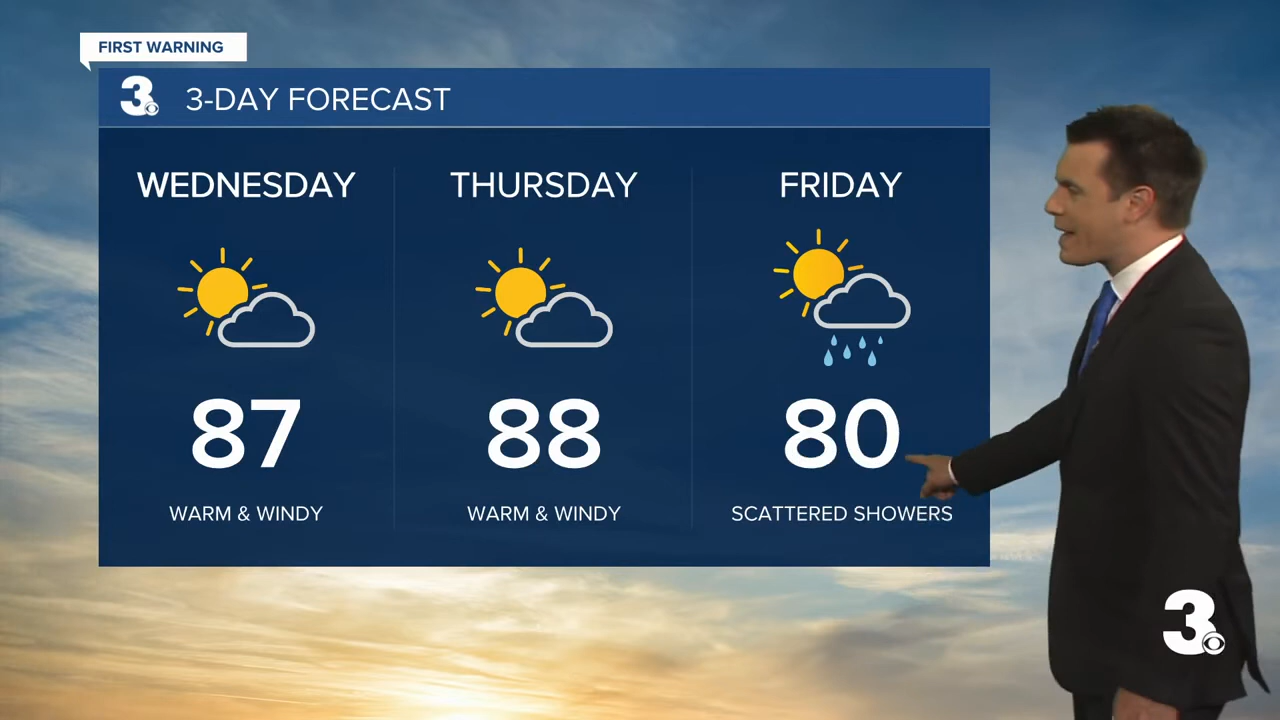 FIRST WARNING
3 3-DAY FORECAST
WEDNESDAY THURSDAY FRIDAY
87 88 80
WARM & WINDY WARM & WINDY SCATTERED SHOWERS
3